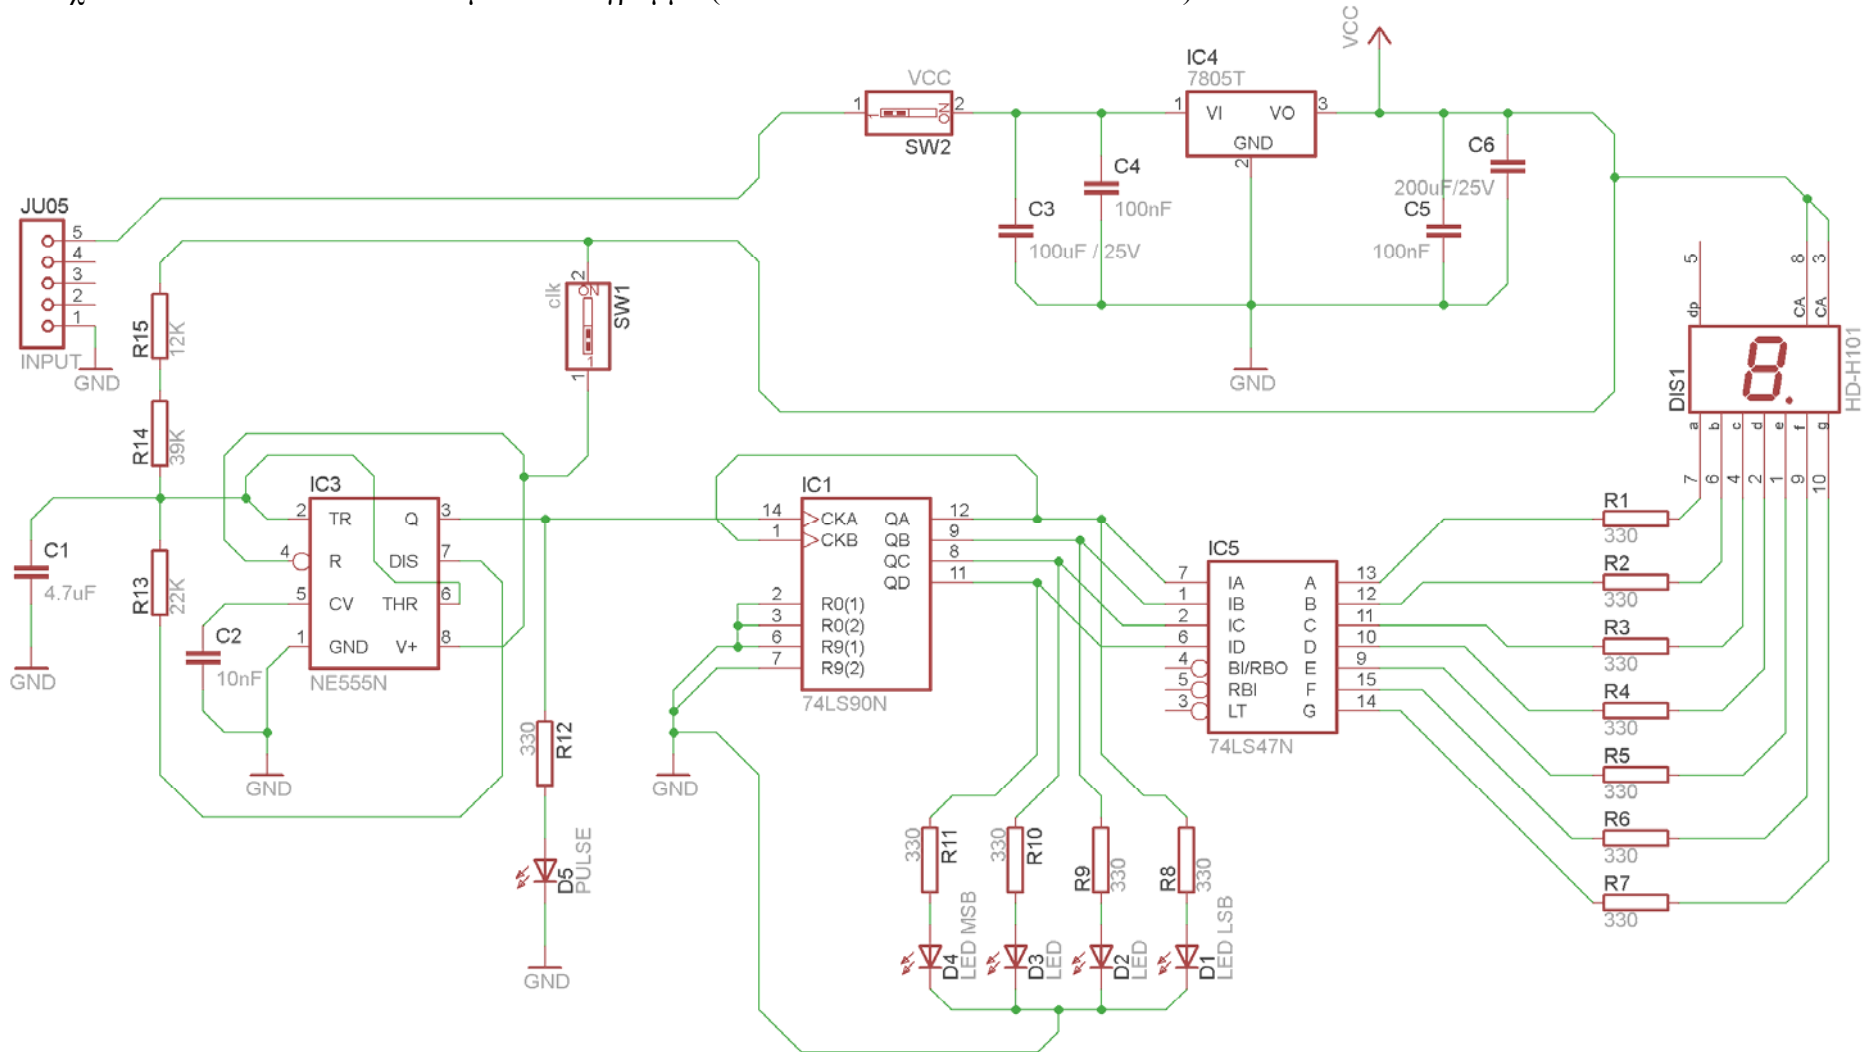 VCC
IC4
7805T
VCC
1
2
1
ON
SW2
1
VI
VO
3
GND
2
C6
200uF/25V
C4
100nF
C3
100uF / 25V
C5
100nF
JU05
5
4
3
2
1
INPUT
GND
clk
2
ON
1
SW1
1
R15
12K
R14
39K
GND
5
8
3
dp
CA
CA
DIS1
HD-H101
a
b
c
d
e
f
g
7
6
4
2
1
9
10
IC3
2
TR
Q
3
4
R
DIS
7
5
CV
THR
6
1
GND
V+
8
NE555N
C1
4.7uF
GND
R13
22K
C2
10nF
GND
IC1
14
CKA
QA
12
1
CKB
QB
9
QC
8
QD
11
2
R0(1)
3
R0(2)
6
R9(1)
7
R9(2)
74LS90N
GND
IC5
7
IA
A
13
1
IB
B
12
2
IC
C
11
6
ID
D
10
4
BI/RBO
E
9
5
RBI
F
15
3
LT
G
14
74LS47N
R1
330
R2
330
R3
330
R4
330
R5
330
R6
330
R7
330
330
R12
D5
PULSE
GND
330
R11
330
R10
R9
330
R8
330
D4
LED MSB
D3
LED
D2
LED
D1
LED LSB